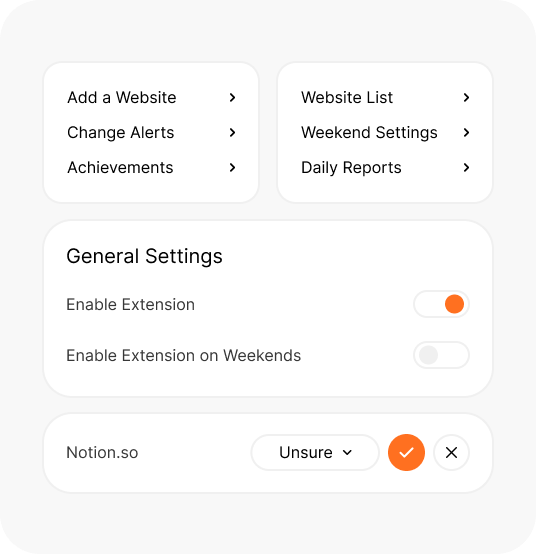 Add a Website
Change Alerts
Achievements
Website List
Weekend Settings
Daily Reports
General Settings
Enable Extension
Enable Extension on Weekends
Notion.so
Unsure